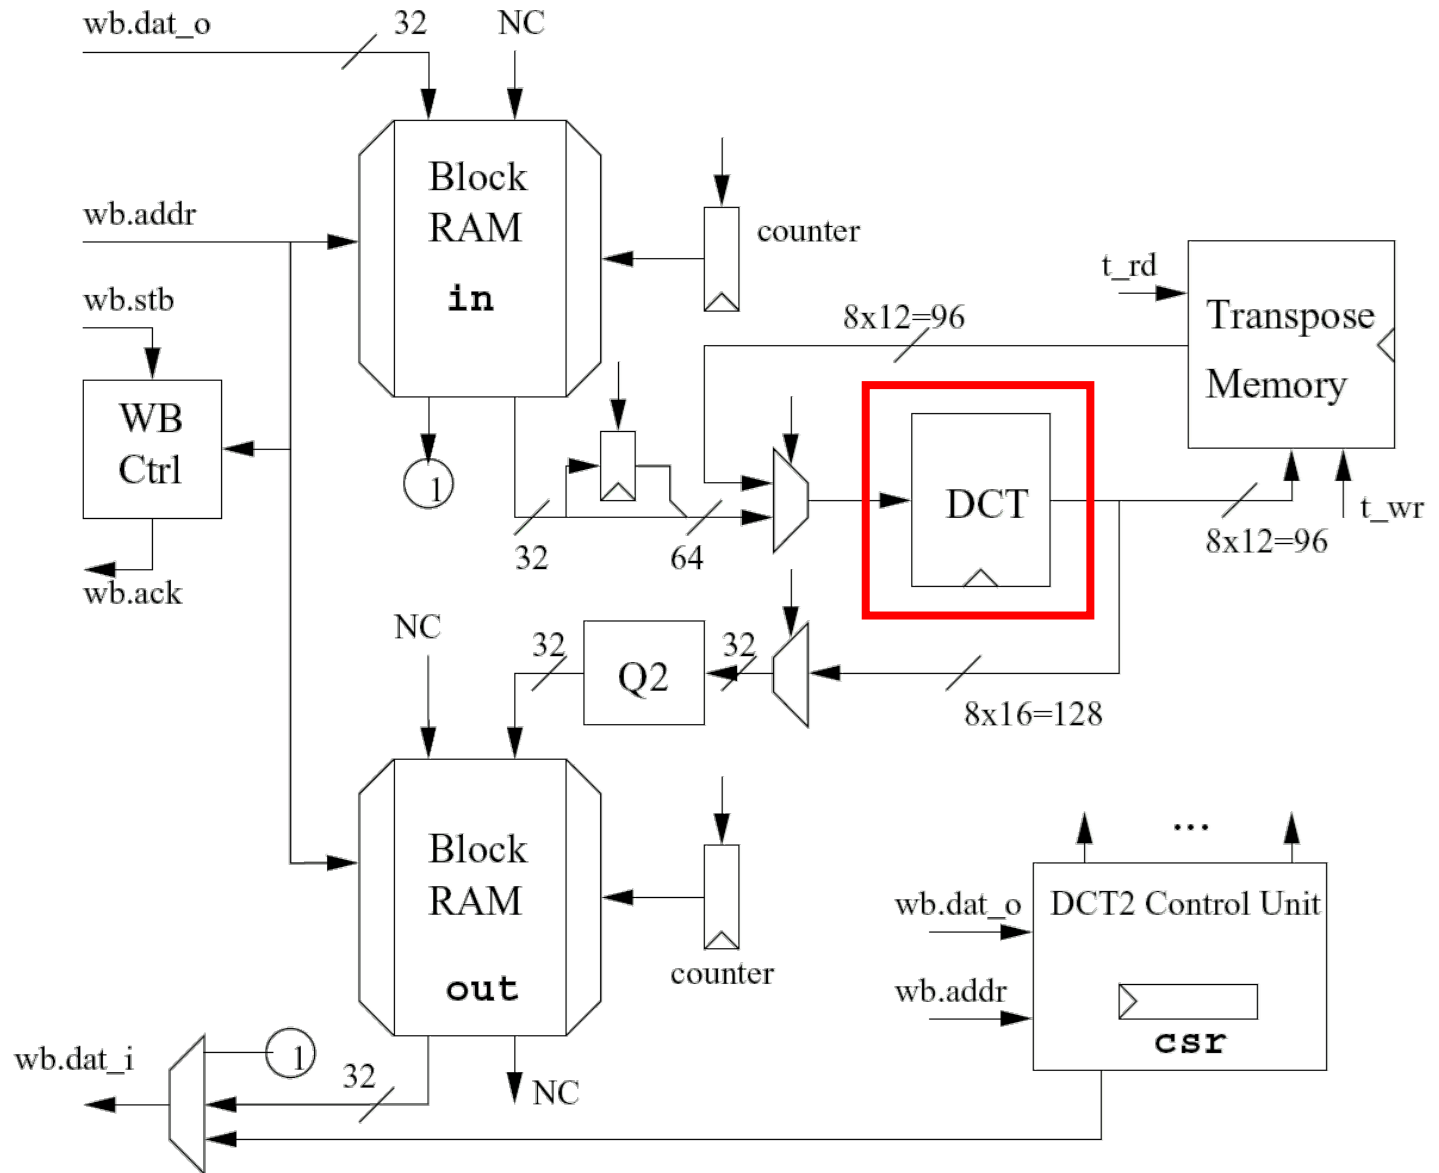 wb.dat_o
32
NC
Block
RAM
in
wb.addr
counter
t_rd
Transpose
Memory
8x12=96
wb.stb
WB
Ctrl
wb.ack
1
32
64
DCT
8x12=96
t_wr
NC
32
Q2
32
8x16=128
Block
RAM
out
counter
...
wb.dat_o
DCT2 Control Unit
wb.addr
csr
wb.dat_i
1
32
NC